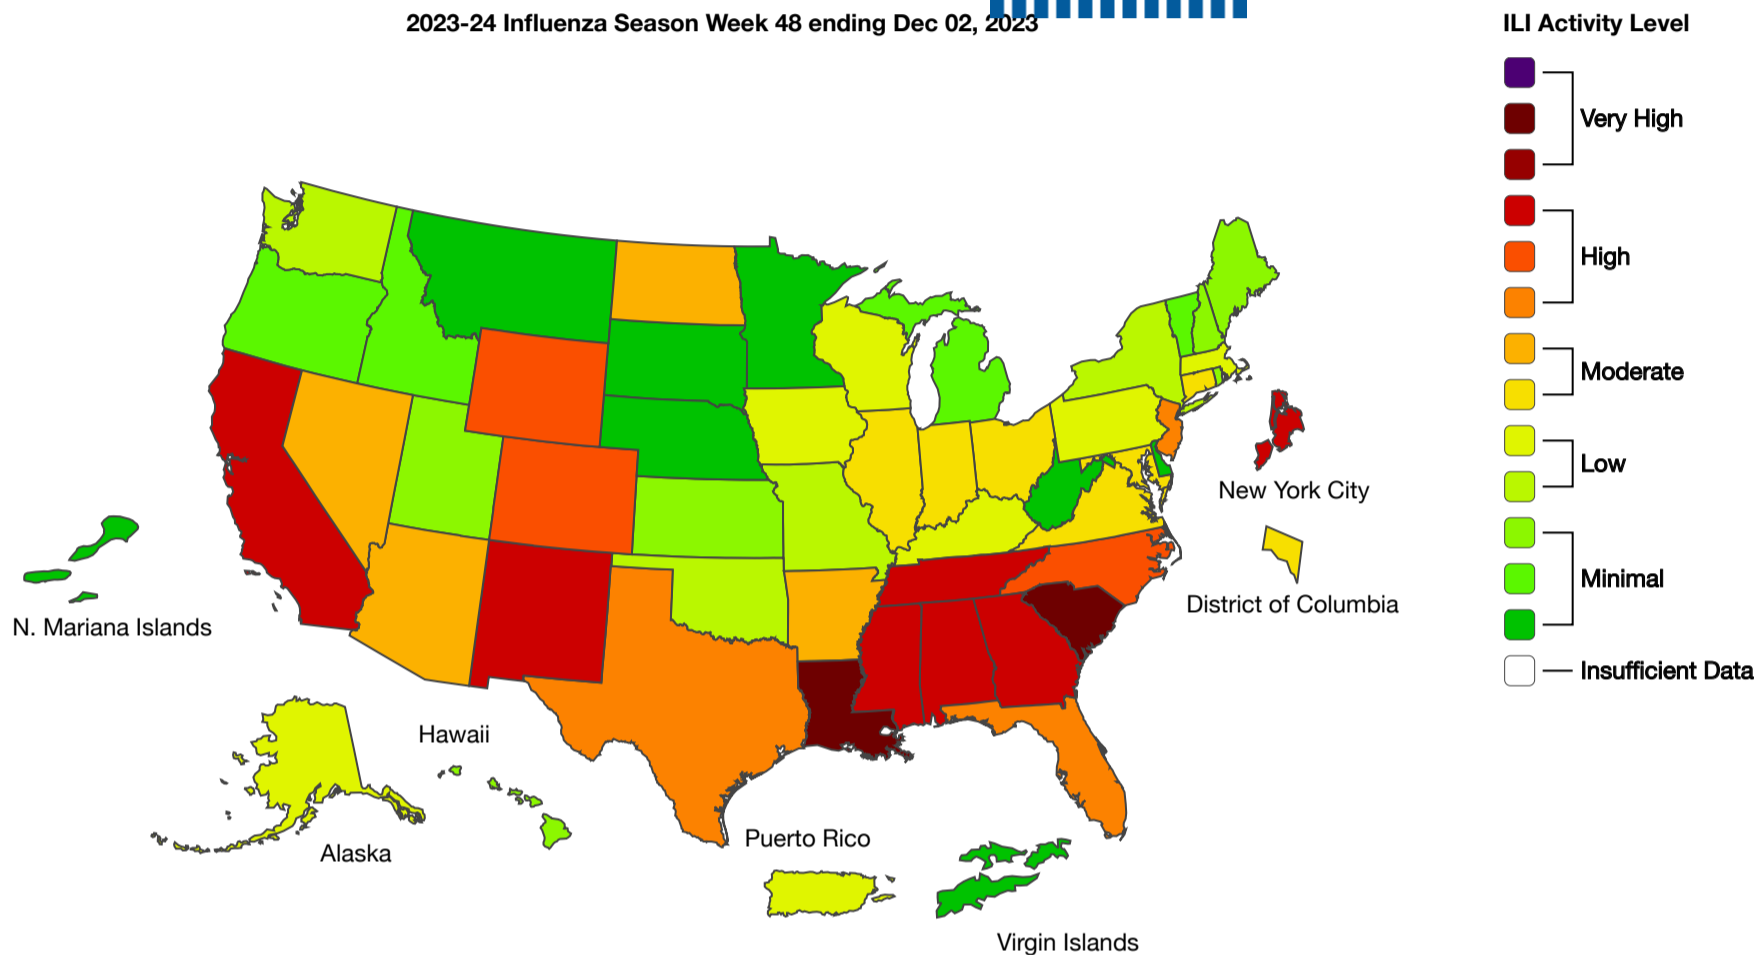 2023-24 Influenza Season Week 48 ending Dec 02, 2023
ILI Activity Level
Very High
High
Moderate
Low
Minimal
Insufficient Data
New York City
District of Columbia
N. Mariana Islands
Hawaii
Alaska
Puerto Rico
Virgin Islands